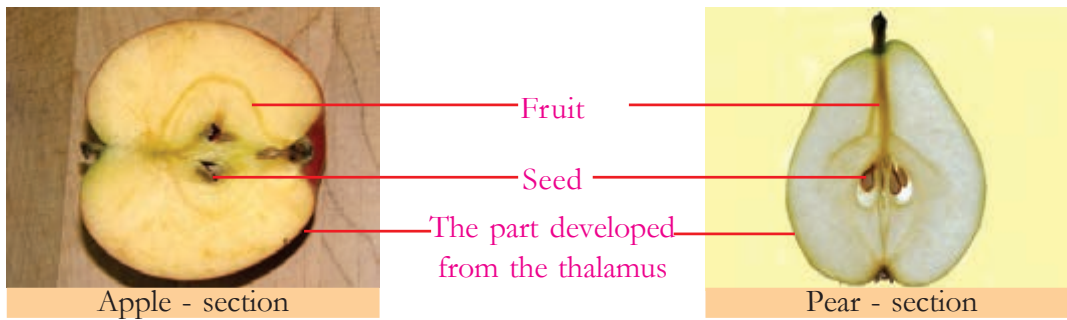 Fruit
Seed
The part developed
from the thalamus
Apple - section
Pear - section